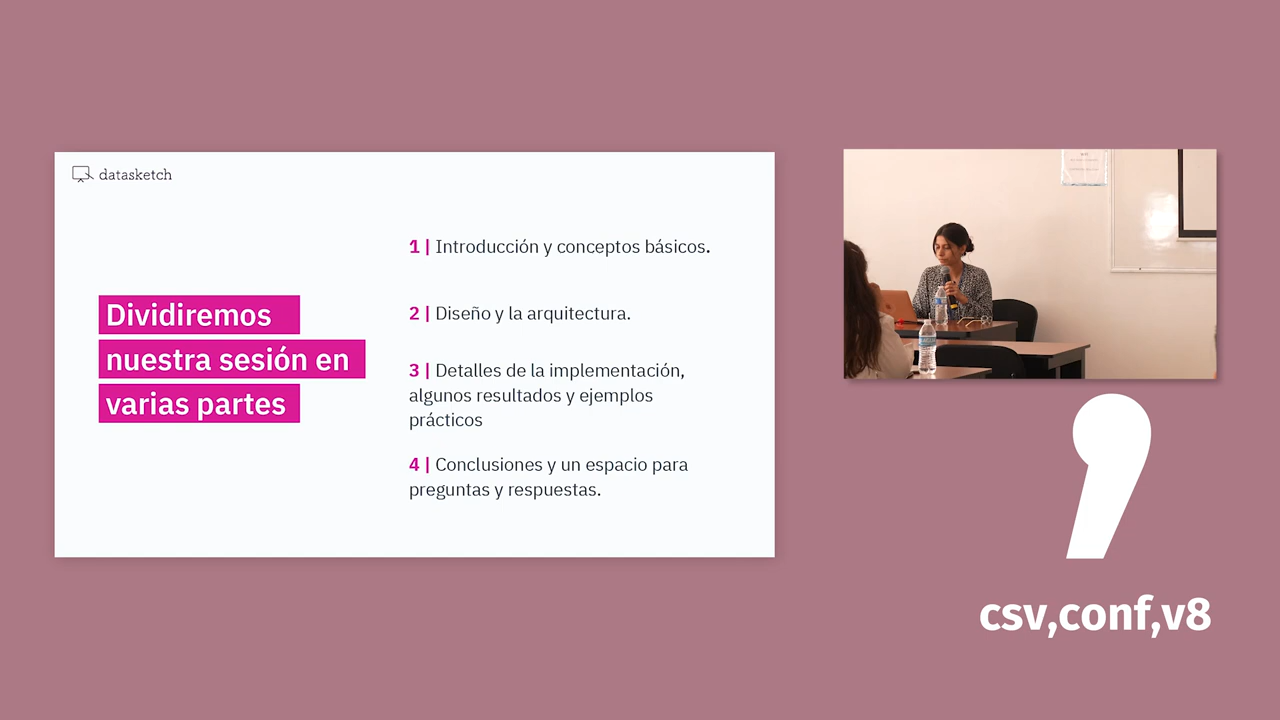 datasketch
Dividiremos
nuestra sesión en
varias partes
1 | Introducción y conceptos básicos.
2 | Diseño y la arquitectura.
3 | Detalles de la implementación,
algunos resultados y ejemplos
prácticos
4 | Conclusiones y un espacio para
preguntas y respuestas.
csv,conf,v8